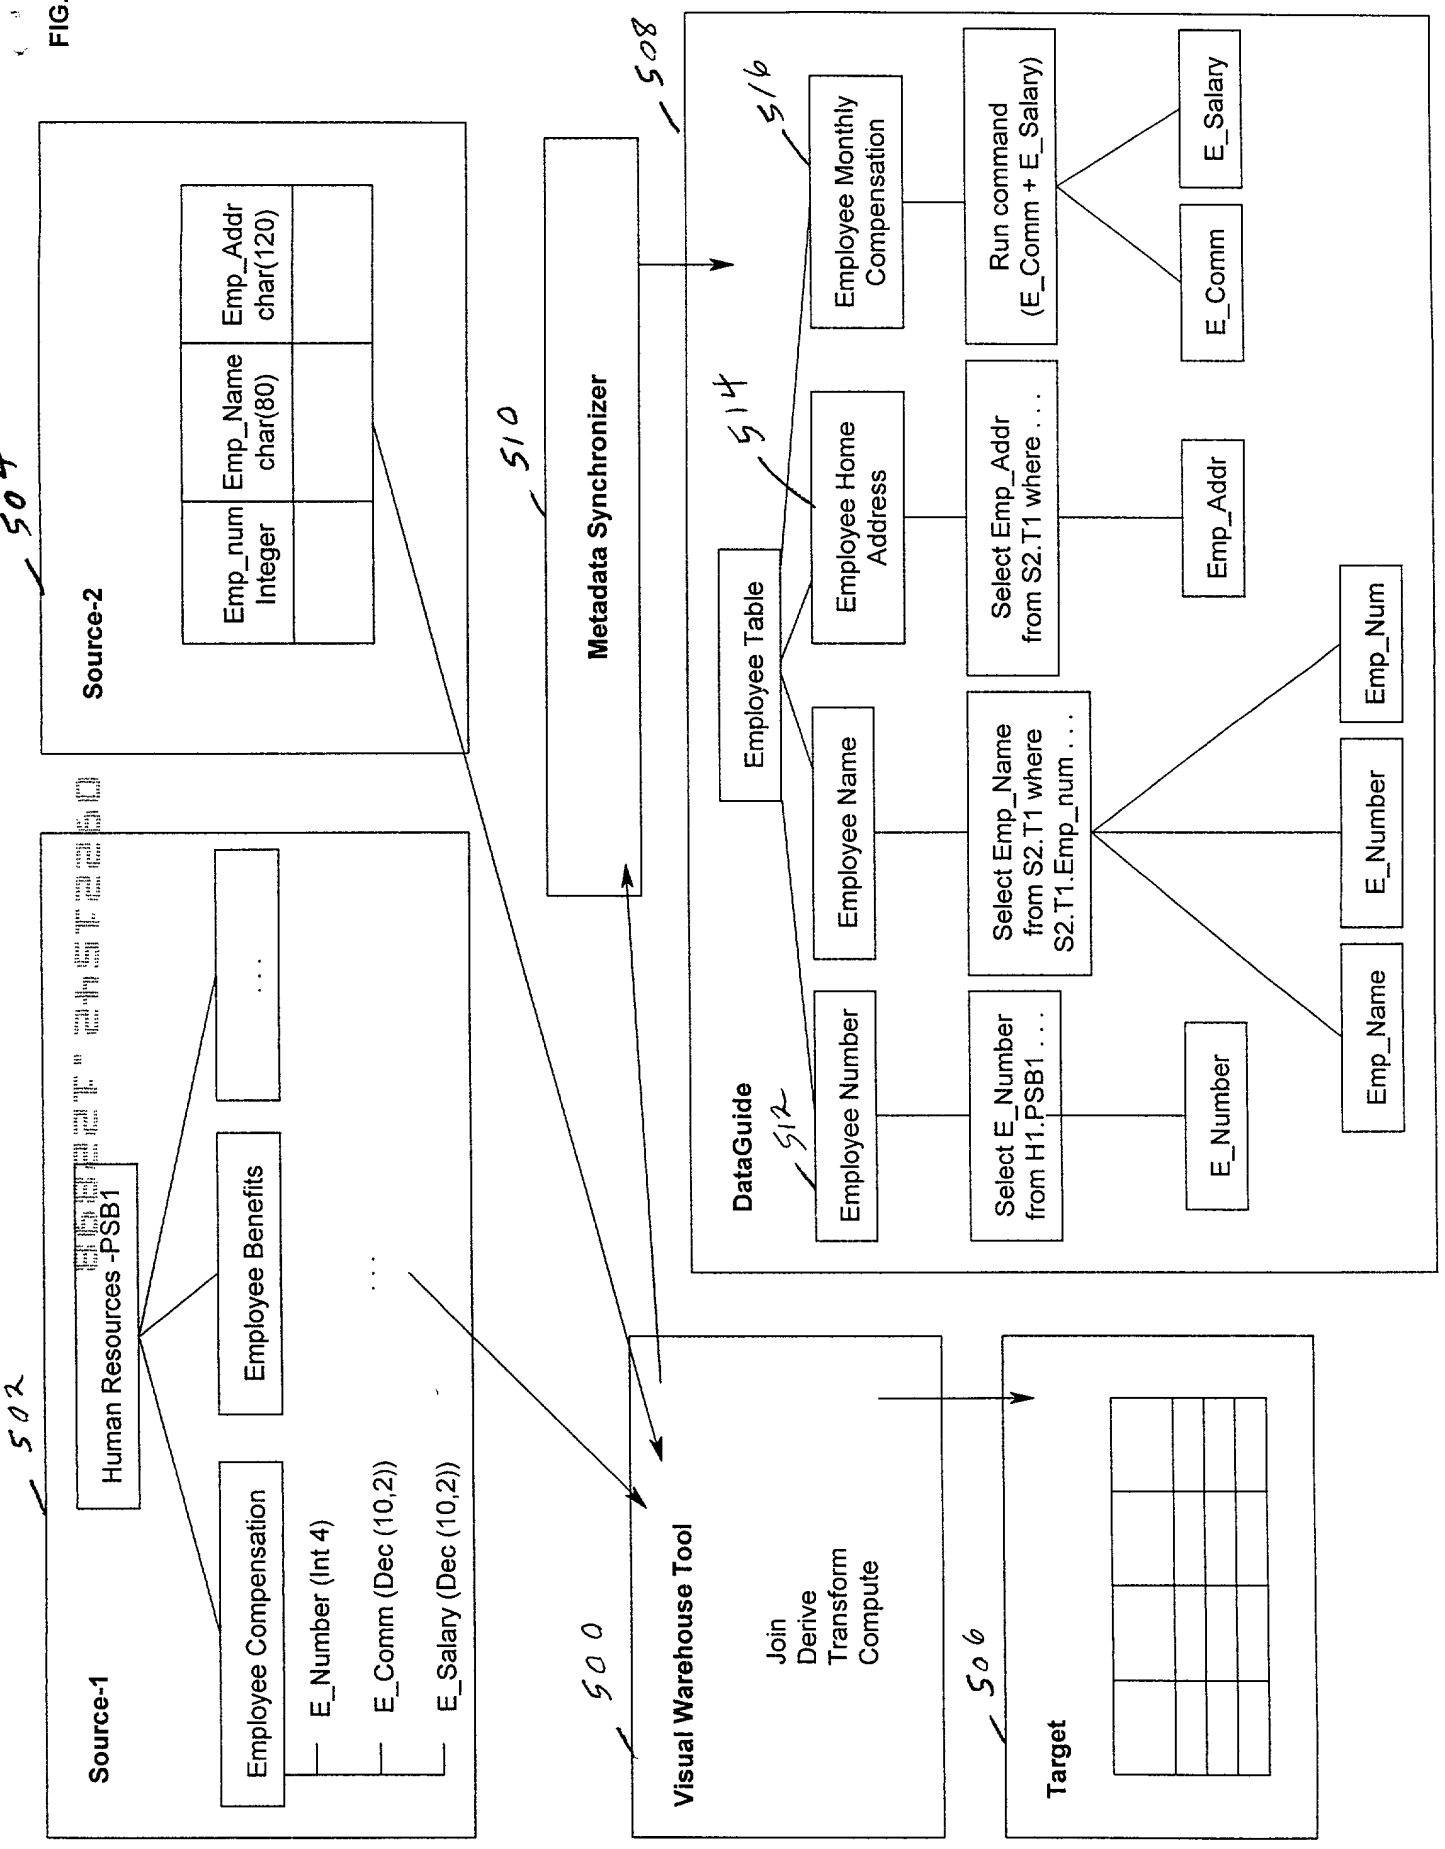 FIG.
502
Source-1
Human Resources -PSB1
Employee Compensation
Employee Benefits
. . . .
E_Number (Int 4)
E_Comm (Dec (10,2))
. . .
E_Salary (Dec (10,2))
504
Source-2
Emp_num
Integer
Emp_Name
char(80)
Emp_Addr
char(120)
510
Metadata Synchronizer
500
Visual Warehouse Tool
Join
Derive
Transform
Compute
506
Target
508
DataGuide
Employee Table
512
Employee Number
Employee Name
514
Employee Home
Address
516
Employee Monthly
Compensation
Select E_Number
from H1.PSB1 . . . .
Select Emp_Name
from S2.T1 where
S2.T1.Emp_num . . .
Select Emp_Addr
from S2.T1 where . . . .
Run command
(E_Comm + E_Salary)
E_Number
Emp_Addr
E_Comm
E_Salary
Emp_Name
E_Number
Emp_Num